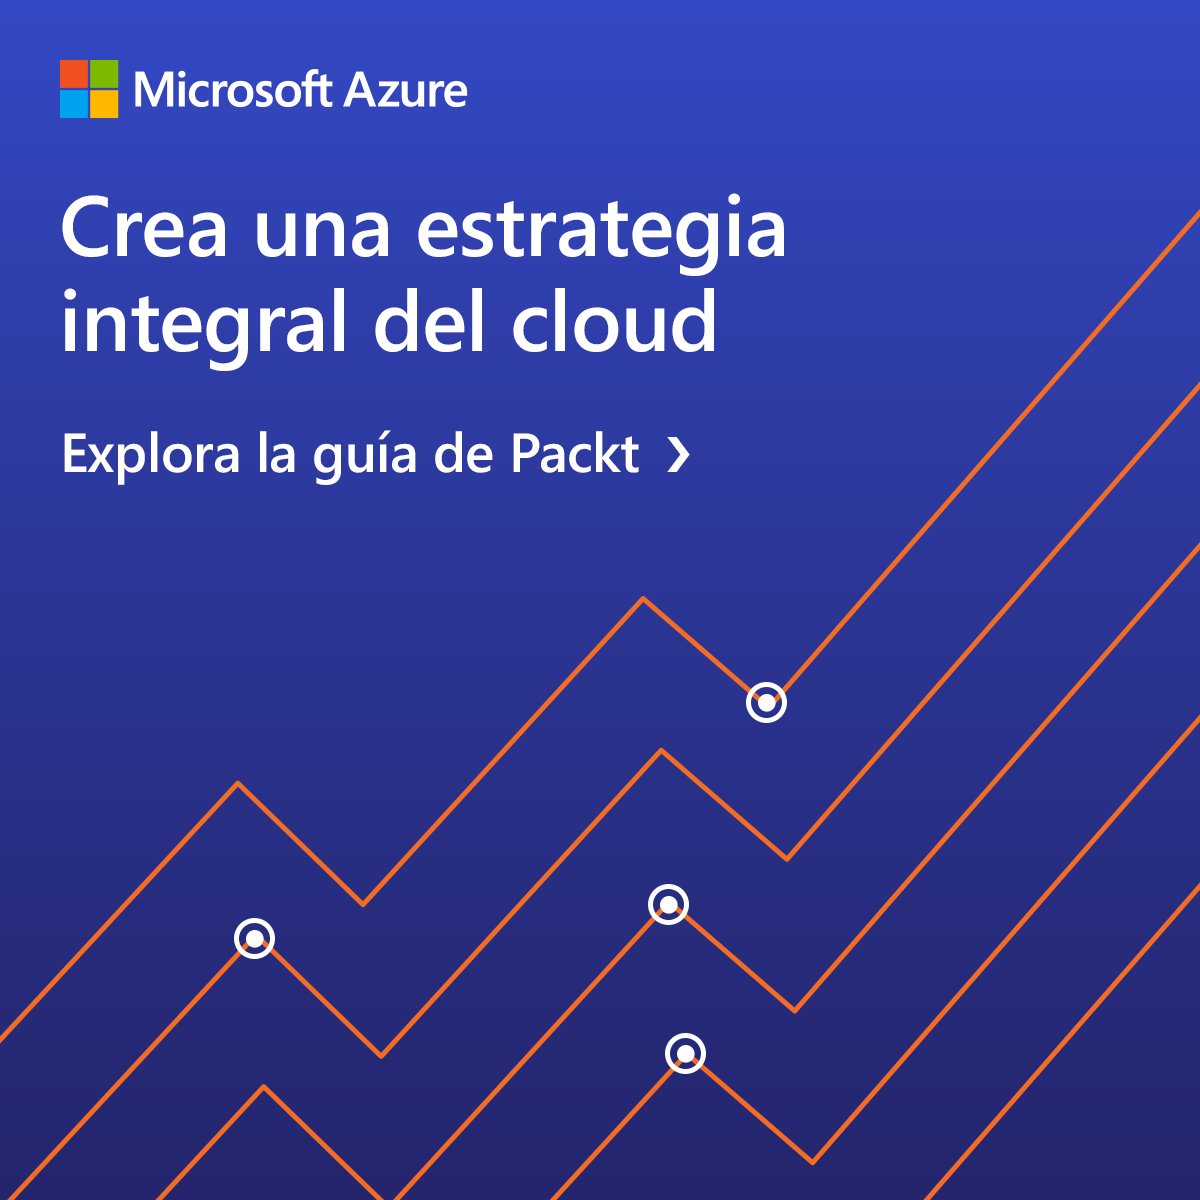 Microsoft Azure
Crea una estrategia
integral del cloud
Explora la guía de Packt